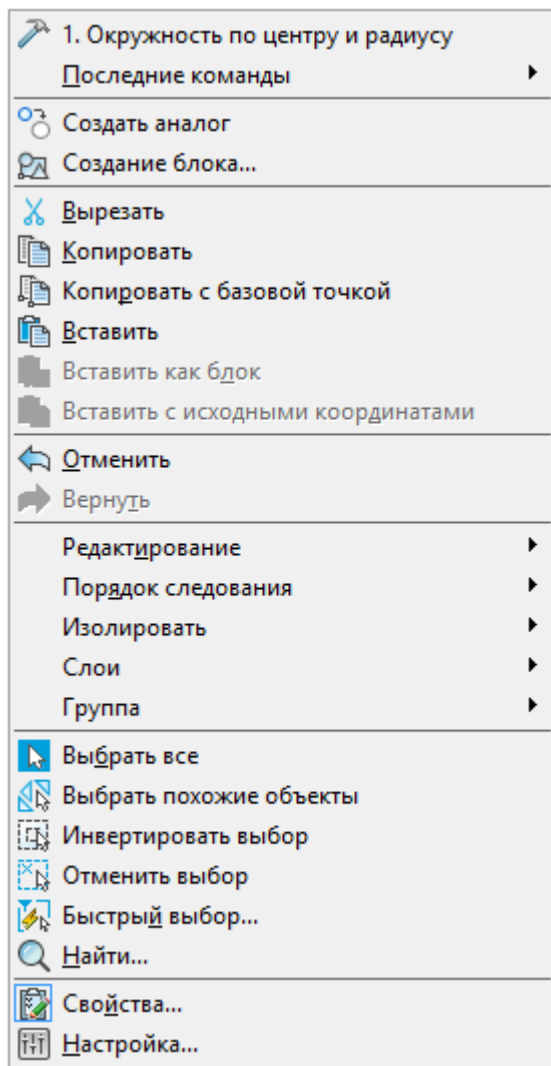 1. Окружность по центру и радиусу
Последние команды
Создать аналог
Создание блока...
Вырезать
Копировать
Копировать с базовой точкой
Вставить
Вставить как блок
Вставить с исходными координатами
Отменить
Вернуть
Редактирование
Порядок следования
Изолировать
Слои
Группа
Выбрать все
Выбрать похожие объекты
Инвертировать выбор
Отменить выбор
Быстрый выбор...
Найти...
Свойства...
Настройка...